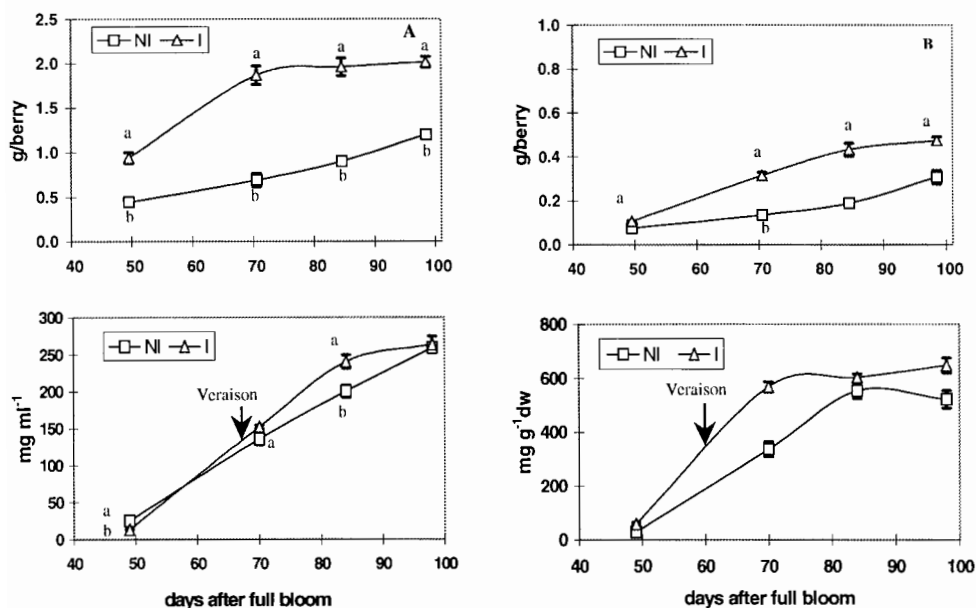 2.5
2.0
1.5
1.0
0.5
0.0
g/berry
NI I
A
a
a
a
a
b
b
b
b
40 50 60 70 80 90 100
1.0
0.8
0.6
0.4
0.2
0.0
g/berry
NI I
B
a
a
a
a
b
40 50 60 70 80 90 100
300
250
200
150
100
50
0
mg ml⁻¹
NI I
Veraison
a
b
a
a
b
40 50 60 70 80 90 100
days after full bloom
800
600
400
200
0
mg g⁻¹dw
NI I
Veraison
40 50 60 70 80 90 100
days after full bloom